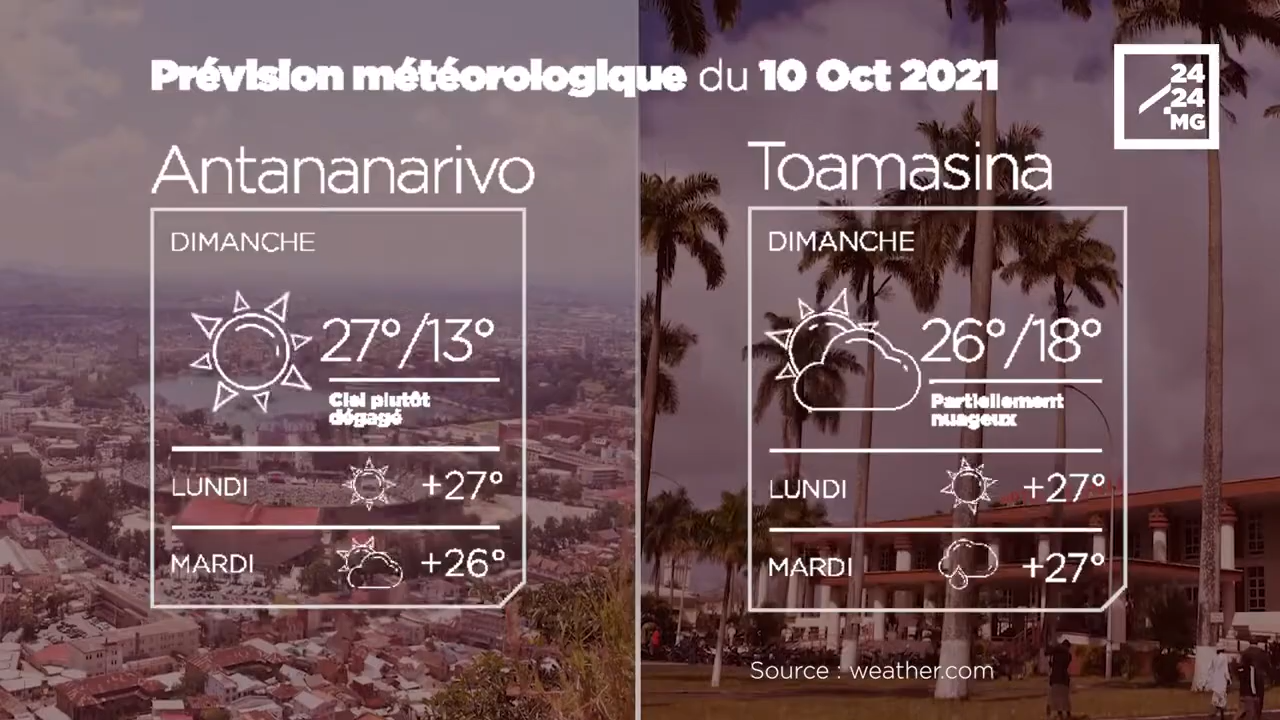 Prévision météorologique du 10 Oct 2021
24
24
MG
Antananarivo
DIMANCHE
27°/13°
Ciel plutôt
dégagé
LUNDI +27°
MARDI +26°
Toamasina
DIMANCHE
26°/18°
Partiellement
nuageux
LUNDI +27°
MARDI +27°
Source : weather.com